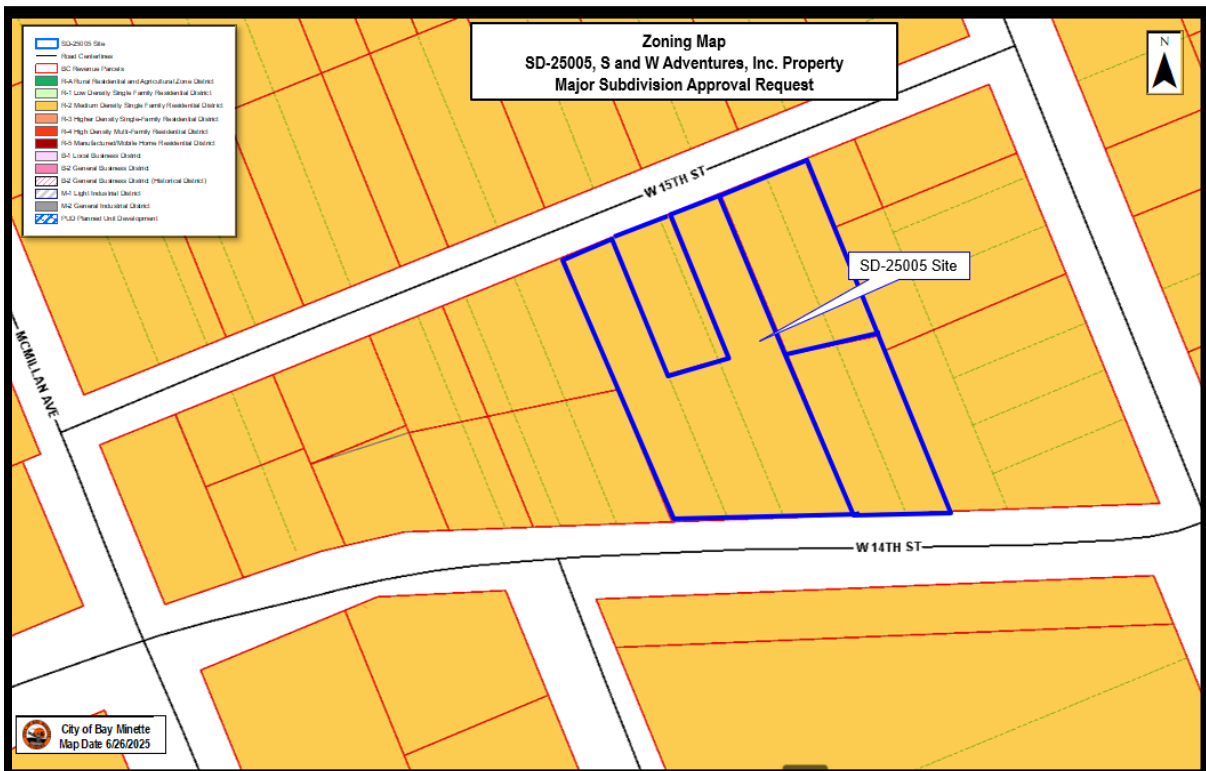 Zoning Map
SD-25005, S and W Adventures, Inc. Property
Major Subdivision Approval Request
N
SD-25005 Site
Road Centerlines
BC Revenue Parcels
R-A Rural Residential and Agricultural Zone District
R-1 Low Density Single Family Residential District
R-2 Medium Density Single Family Residential District
R-3 Higher Density Single-Family Residential District
R-4 High Density Multi-Family Residential District
R-5 Manufactured/Mobile Home Residential District
B-1 Local Business District
B-2 General Business District
B-2 General Business District (Historical District)
M-1 Light Industrial District
M-2 General Industrial District
PUD Planned Unit Development
W 15TH ST
SD-25005 Site
MCMILLAN AVE
W 14TH ST
City of Bay Minette
Map Date 6/26/2025